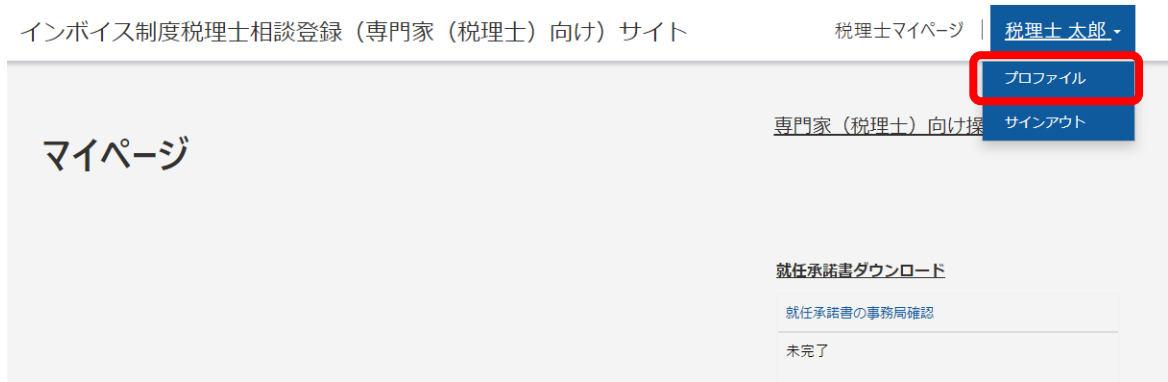 インボイス制度税理士相談登録（専門家（税理士）向け）サイト
税理士マイページ
税理士 太郎
プロファイル
サインアウト
専門家（税理士）向け操
マイページ
就任承諾書ダウンロード
就任承諾書の事務局確認
未完了